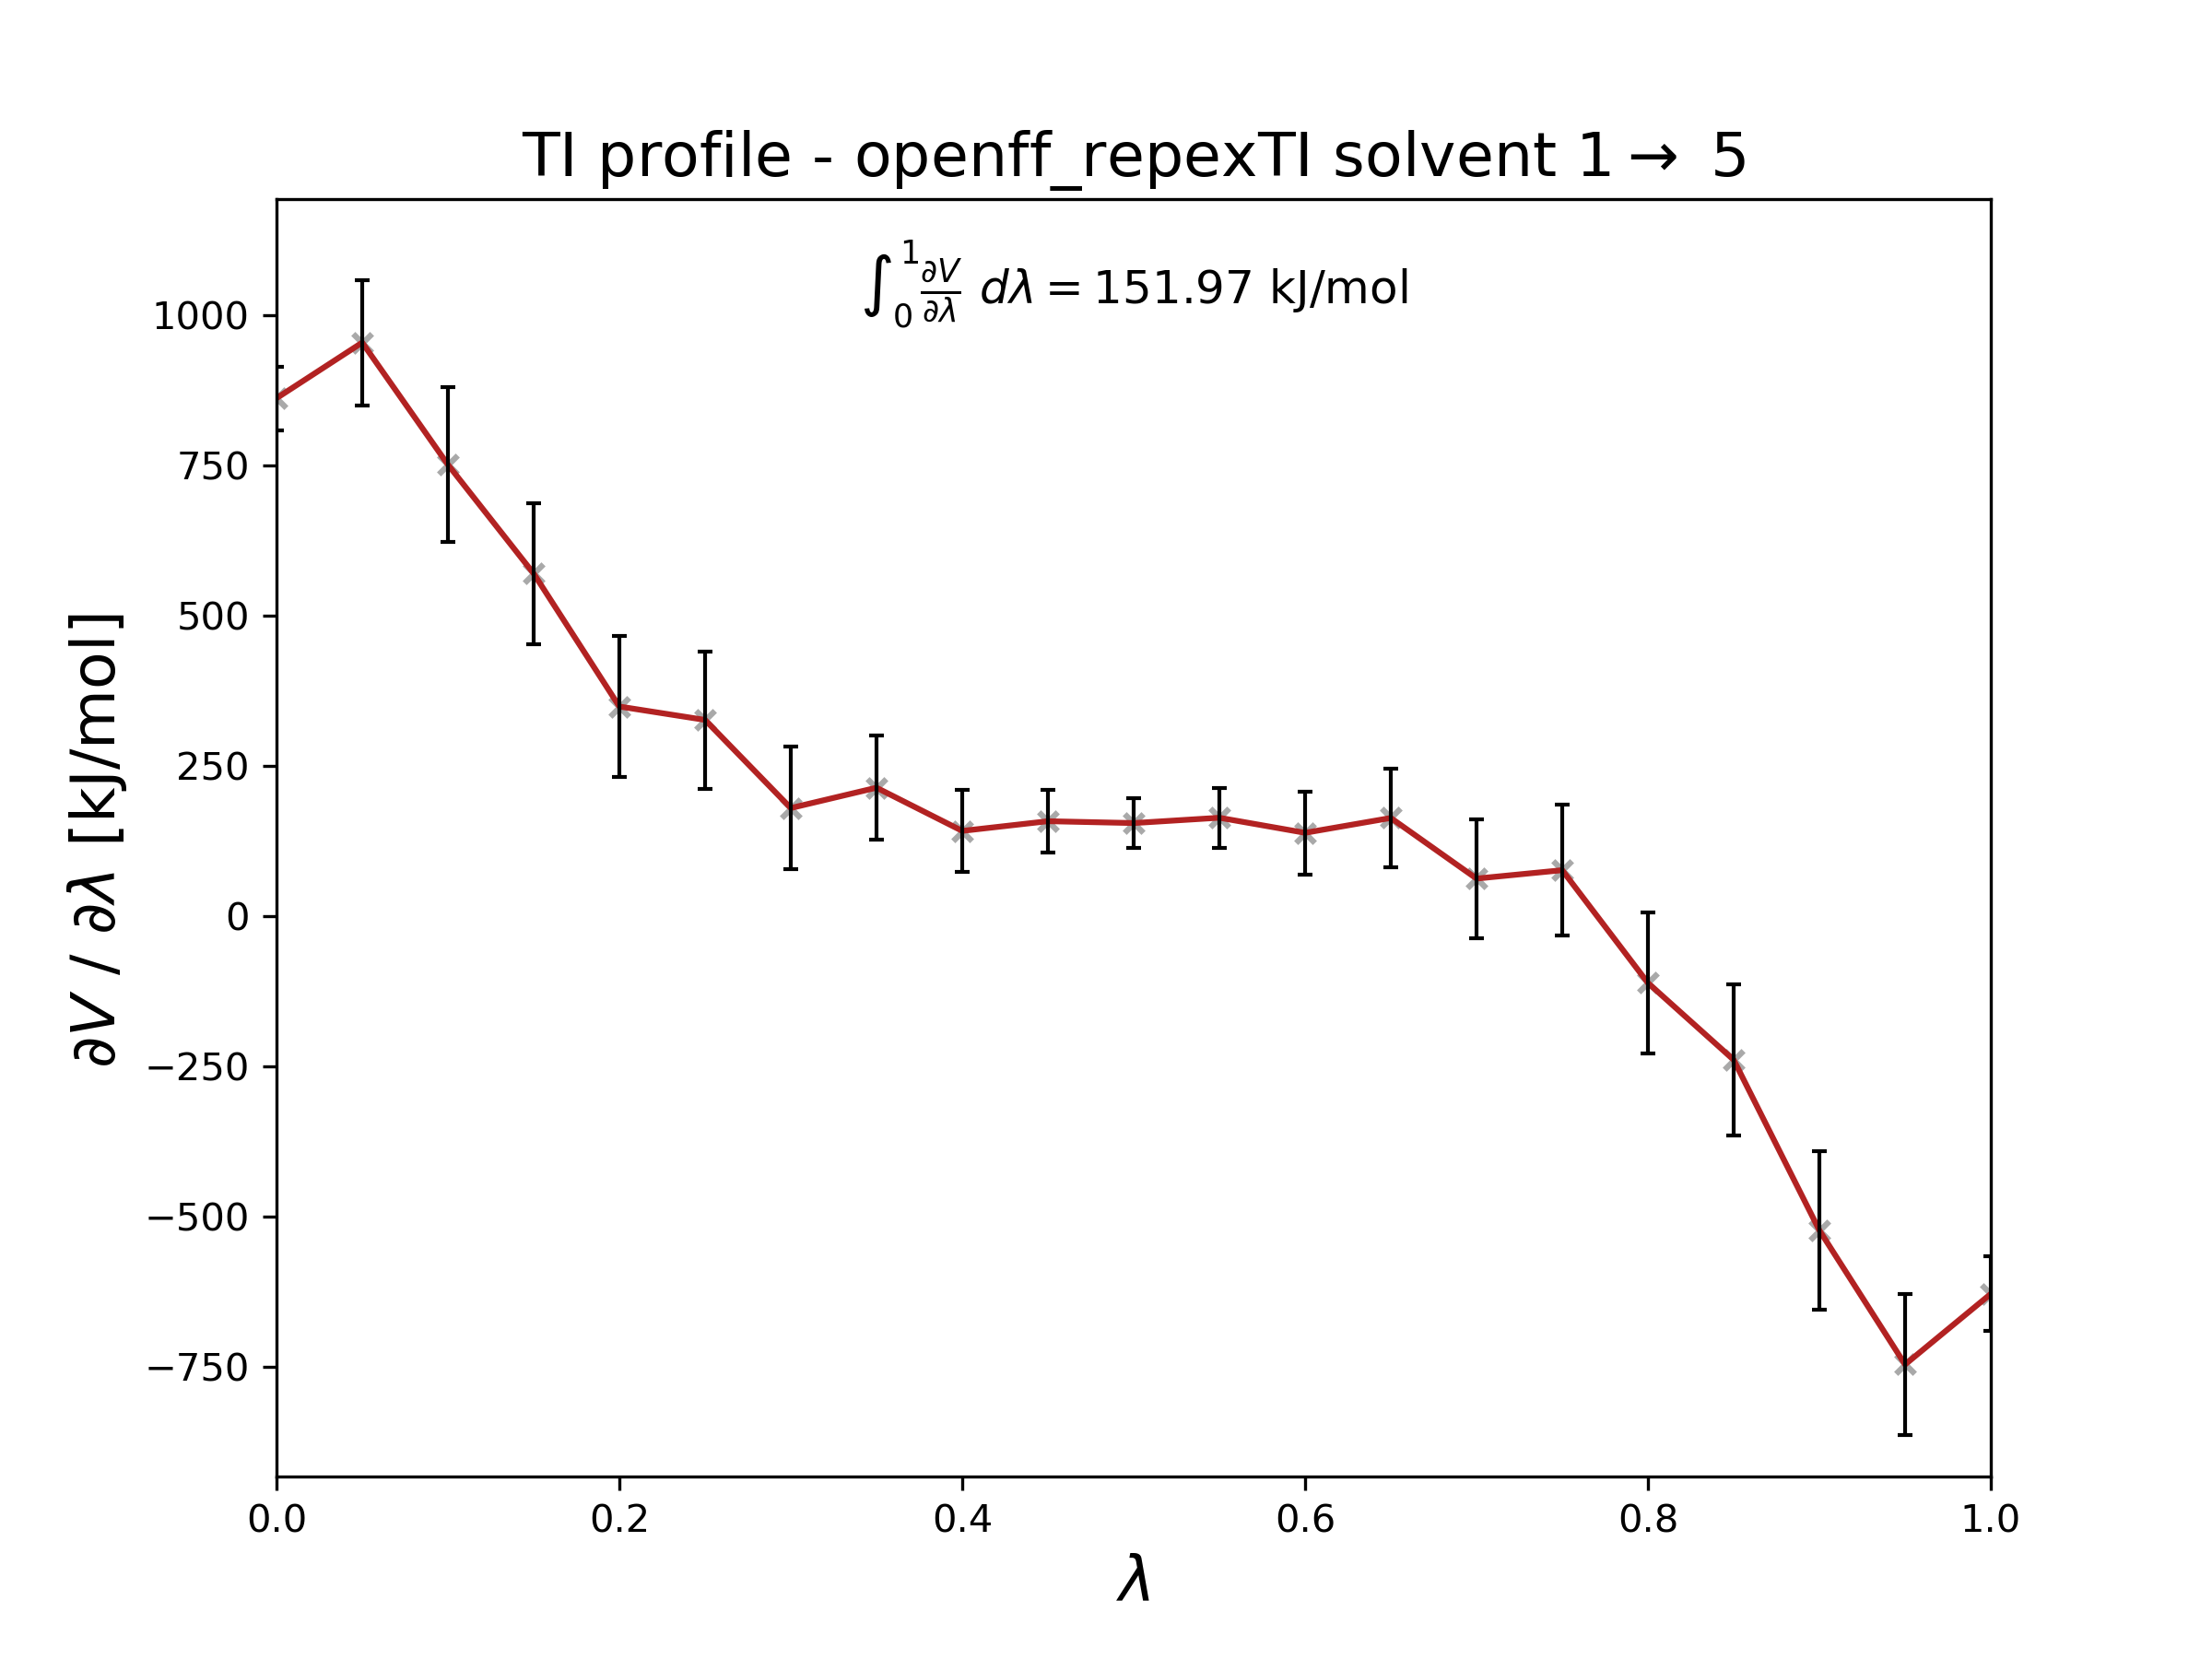 TI profile - openff_repexTI solvent 1→ 5
∫₀¹ ∂V/∂λ dλ = 151.97 kJ/mol
∂V / ∂λ [kJ/mol]
1000
750
500
250
0
−250
−500
−750
0.0 0.2 0.4 0.6 0.8 1.0
λ